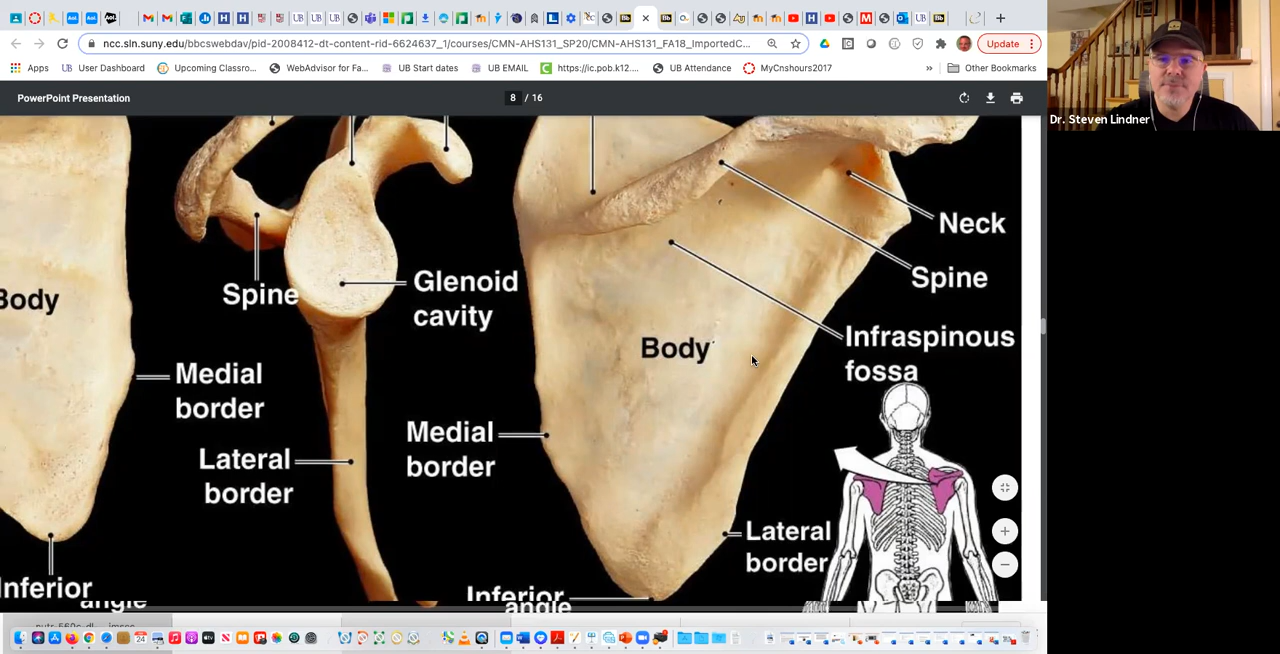 ncc.sln.suny.edu/bbcswebdav/pid-2008412-dt-content-rid-6624637_1/courses/CMN-AHS131_SP20/CMN-AHS131_FA18_ImportedC...
Update
Apps
UB User Dashboard
Upcoming Classro...
WebAdvisor for Fa...
UB Start dates
UB EMAIL
https://ic.pob.k12....
UB Attendance
MyCnshours2017
»
Other Bookmarks
PowerPoint Presentation
8 / 16
Dr. Steven Lindner
Neck
Spine
Glenoid
cavity
Spine
Body
Infraspinous
fossa
Body
Medial
border
Medial
border
Lateral
border
Lateral
border
Inferior
angle
Inferior
angle